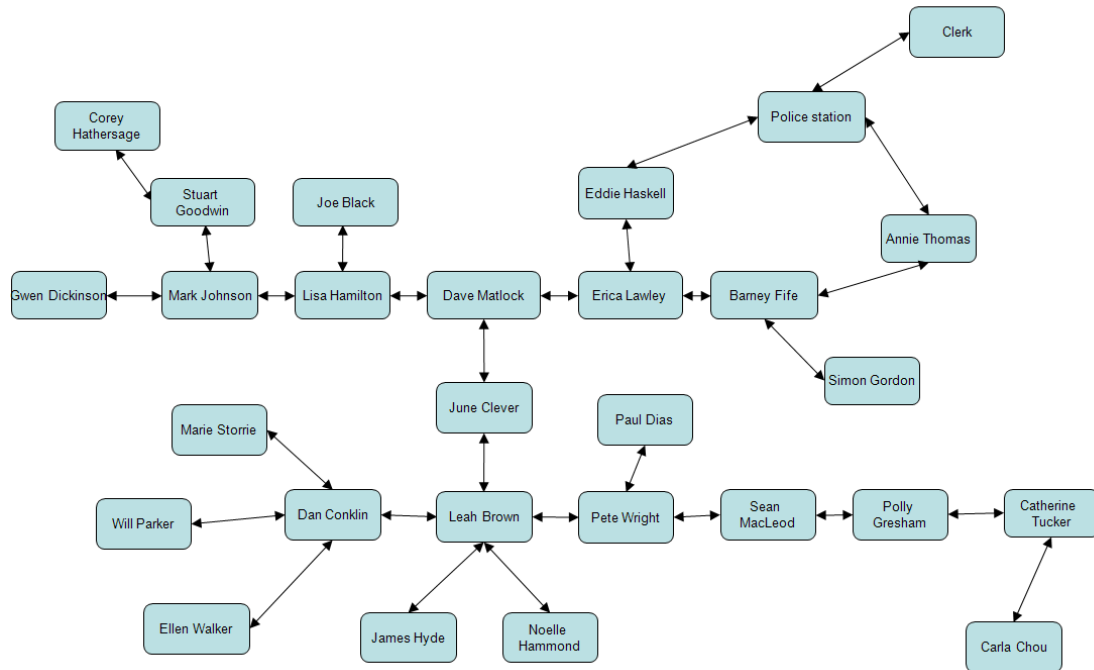 Clerk
Police station
Corey
Hathersage
Stuart
Goodwin
Joe Black
Eddie Haskell
Annie Thomas
Gwen Dickinson
Mark Johnson
Lisa Hamilton
Dave Matlock
Erica Lawley
Barney Fife
Simon Gordon
June Clever
Paul Dias
Marie Storrie
Will Parker
Dan Conklin
Leah Brown
Pete Wright
Sean
MacLeod
Polly
Gresham
Catherine
Tucker
Ellen Walker
James Hyde
Noelle
Hammond
Carla Chou